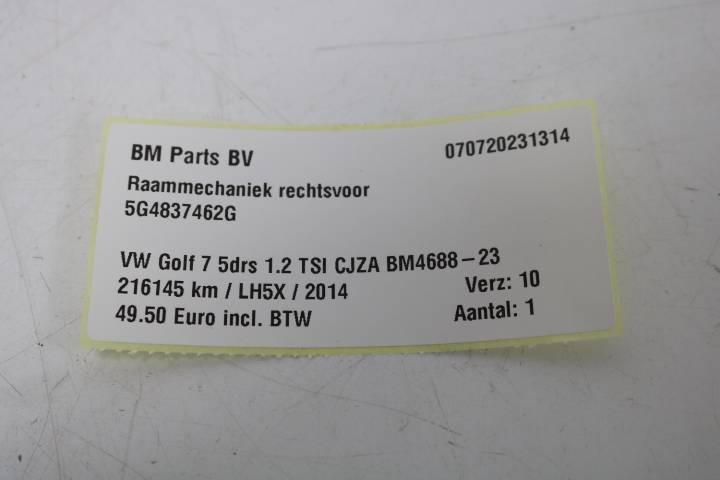 BM Parts BV 070720231314
Raammechaniek rechtsvoor
5G4837462G
VW Golf 7 5drs 1.2 TSI CJZA BM4688-23
216145 km / LH5X / 2014 Verz: 10
49.50 Euro incl. BTW Aantal: 1